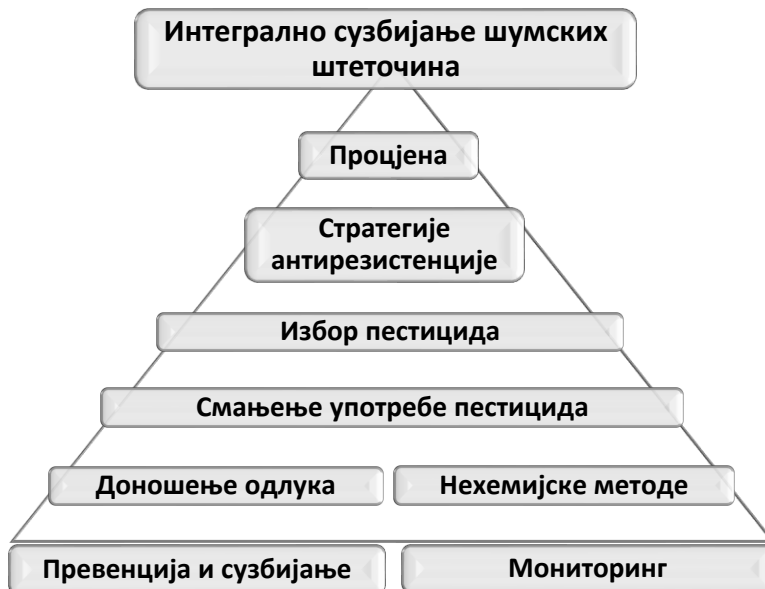 Интегрално сузбијање шумских
штеточина
Процјена
Стратегије
антирезистенције
Избор пестицида
Смањење употребе пестицида
Доношење одлука
Нехемијске методе
Превенција и сузбијање
Мониторинг